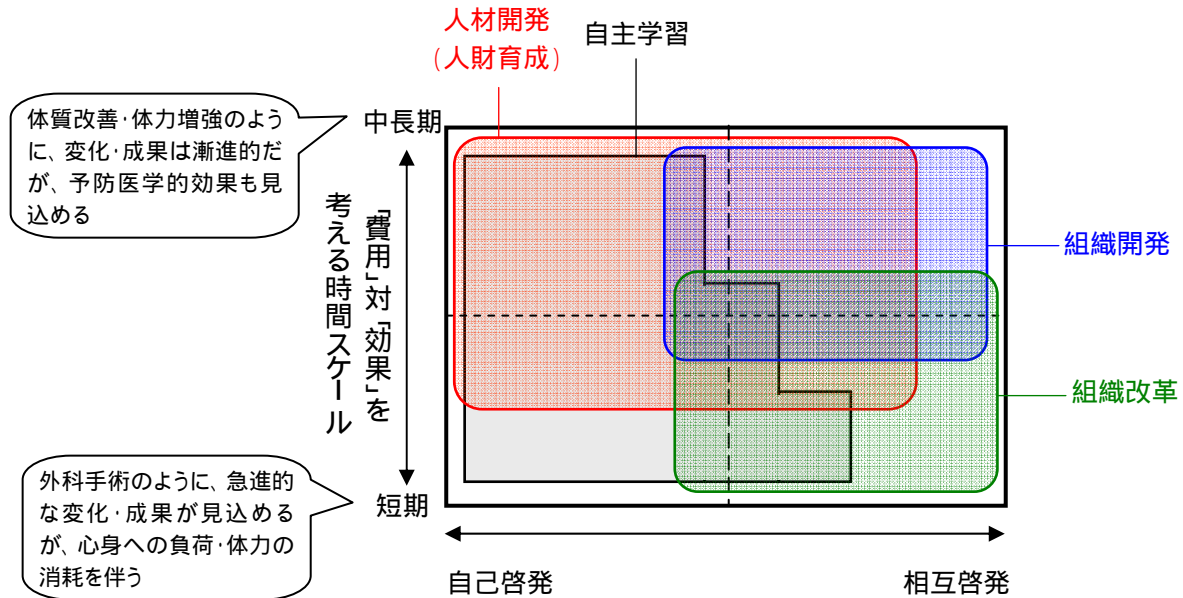 人材開発
(人財育成)
自主学習
体質改善・体力増強のよう
に、変化・成果は漸進的だ
が、予防医学的効果も見
込める
中長期
「費用」対「効果」を
考える時間スケール
組織開発
組織改革
外科手術のように、急進的
な変化・成果が見込める
が、心身への負荷・体力の
消耗を伴う
短期
自己啓発
相互啓発